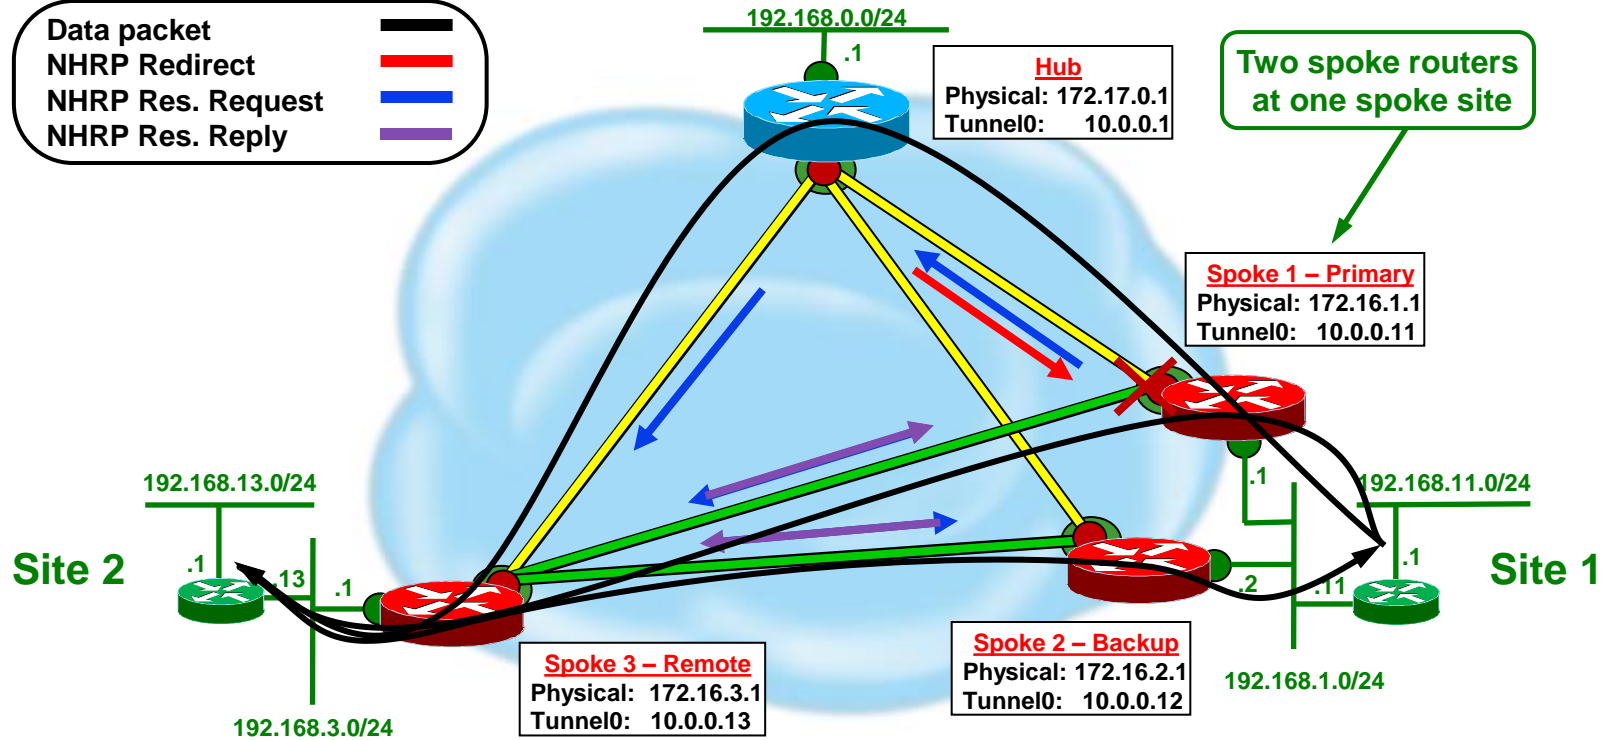 Data packet
NHRP Redirect
NHRP Res. Request
NHRP Res. Reply
192.168.0.0/24
.1
Hub
Physical: 172.17.0.1
Tunnel0: 10.0.0.1
Two spoke routers
at one spoke site
Spoke 1 – Primary
Physical: 172.16.1.1
Tunnel0: 10.0.0.11
192.168.13.0/24
.1
.13
.1
Site 2
192.168.3.0/24
Spoke 3 – Remote
Physical: 172.16.3.1
Tunnel0: 10.0.0.13
Spoke 2 – Backup
Physical: 172.16.2.1
Tunnel0: 10.0.0.12
.1
192.168.11.0/24
.1
.2
.11
Site 1
192.168.1.0/24